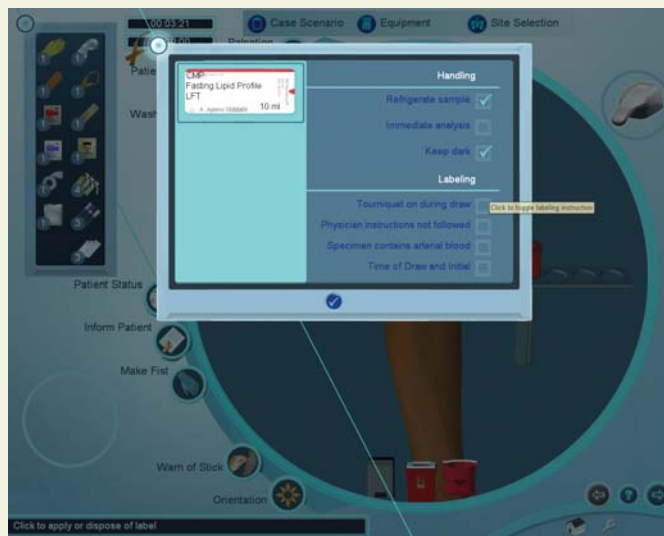 00:03:21
Case Scenario
Equipment
Site Selection
Palpation
Patie
Wash
CMP
Fasting Lipid Profile
LFT
10 ml
Handling
Refrigerate sample
Immediate analysis
Keep dark
Labeling
Tourniquet on during draw
Click to toggle labeling instruction
Physician instructions not followed
Specimen contains arterial blood
Time of Draw and Initial
Patient Status
Inform Patient
Make Fist
Warn of Stick
Orientation
Click to apply or dispose of label